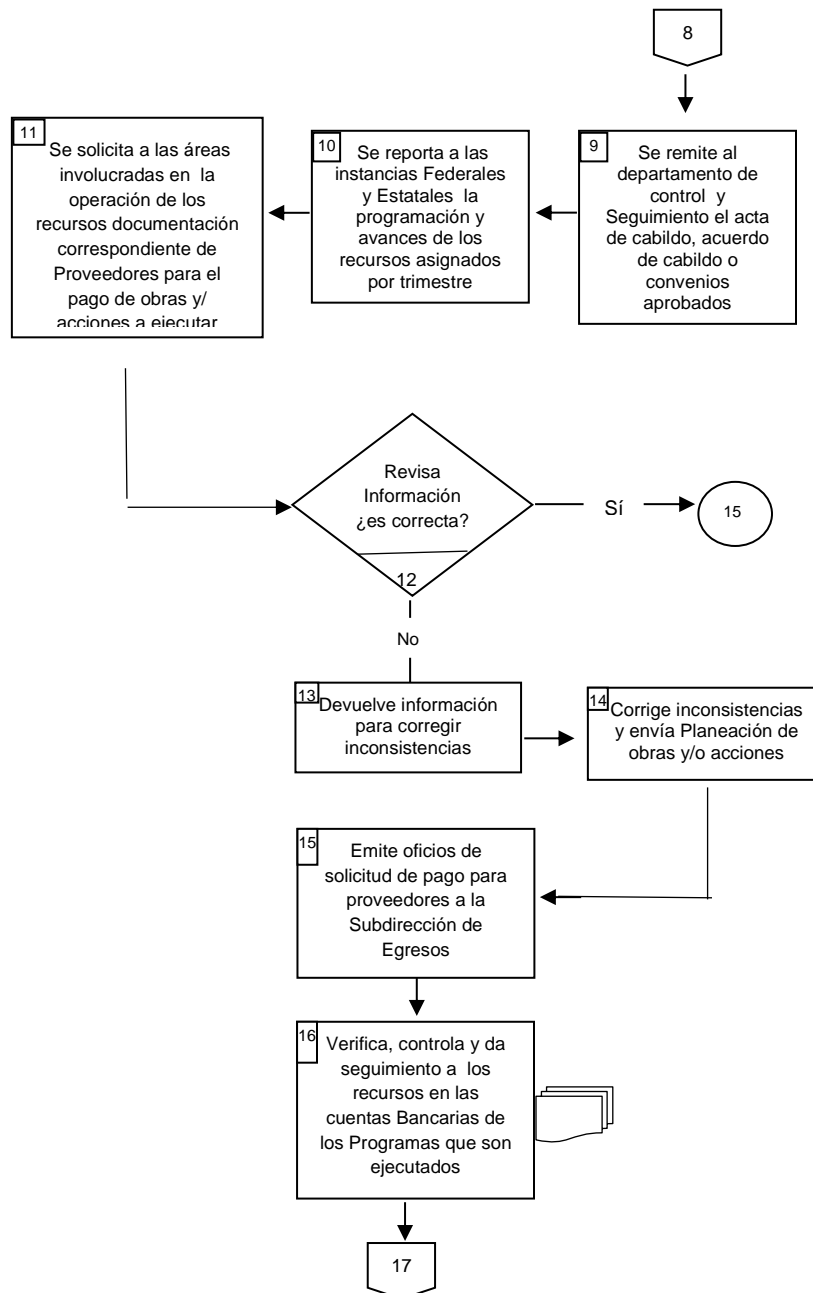 8
9
Se remite al
departamento de
control y
Seguimiento el acta
de cabildo, acuerdo
de cabildo o
convenios
aprobados
10
Se reporta a las
instancias Federales
y Estatales la
programación y
avances de los
recursos asignados
por trimestre
11
Se solicita a las áreas
involucradas en la
operación de los
recursos documentación
correspondiente de
Proveedores para el
pago de obras y/
acciones a ejecutar
Revisa
Información
¿es correcta?
12
Sí
15
No
13
Devuelve información
para corregir
inconsistencias
14
Corrige inconsistencias
y envía Planeación de
obras y/o acciones
15
Emite oficios de
solicitud de pago para
proveedores a la
Subdirección de
Egresos
16
Verifica, controla y da
seguimiento a los
recursos en las
cuentas Bancarias de
los Programas que son
ejecutados
17